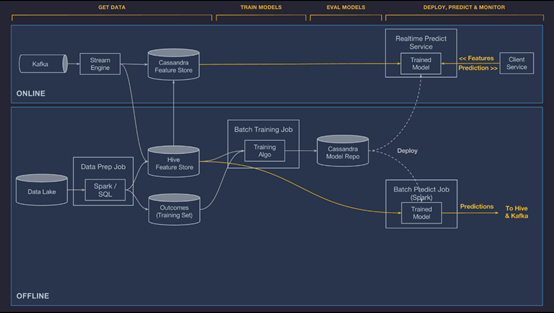 GET DATA
TRAIN MODELS
EVAL MODELS
DEPLOY, PREDICT & MONITOR
Kafka
Stream
Engine
Cassandra
Feature Store
Realtime Predict
Service
Trained
Model
<< Features
Prediction >>
Client
Service
ONLINE
Data Lake
Data Prep Job
Spark /
SQL
Hive
Feature Store
Outcomes
(Training Set)
Batch Training Job
Training
Algo
Cassandra
Model Repo
Deploy
Batch Predict Job
(Spark)
Trained
Model
Predictions
To Hive
& Kafka
OFFLINE